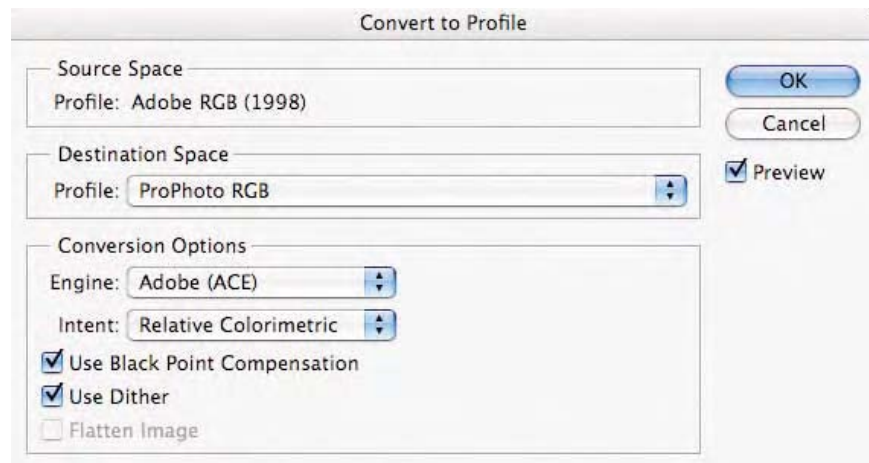 Convert to Profile
Source Space
Profile: Adobe RGB (1998)
Destination Space
Profile: ProPhoto RGB
Conversion Options
Engine: Adobe (ACE)
Intent: Relative Colorimetric
Use Black Point Compensation
Use Dither
Flatten Image
OK
Cancel
Preview